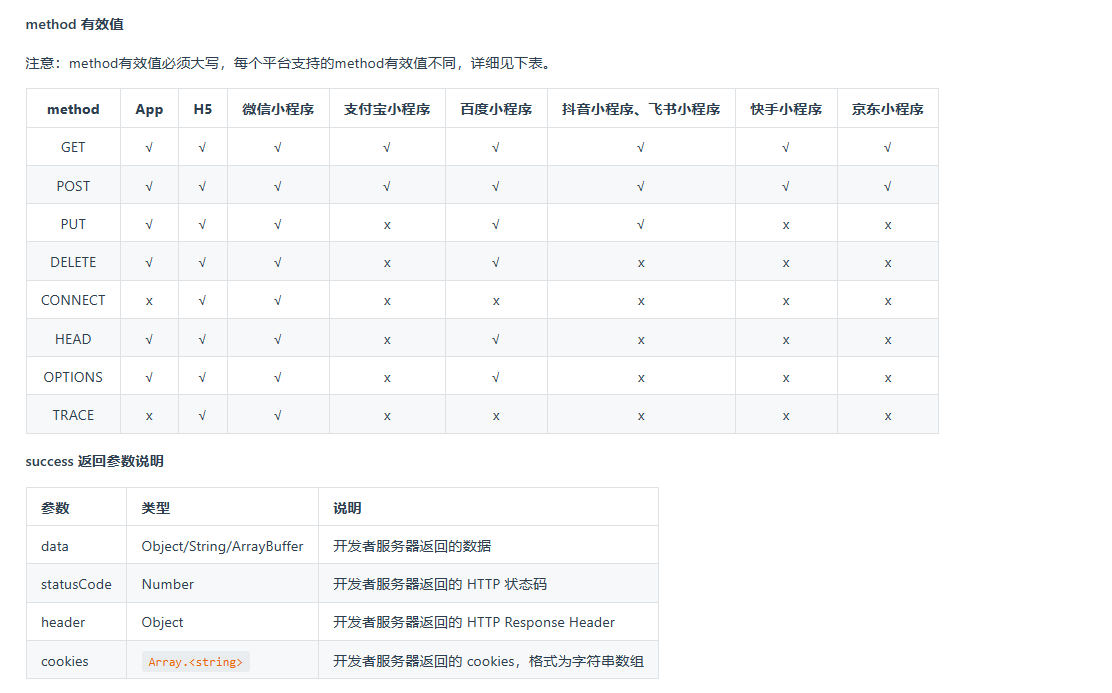 method 有效值
注意：method有效值必须大写，每个平台支持的method有效值不同，详细见下表。
method App H5 微信小程序 支付宝小程序 百度小程序 抖音小程序、飞书小程序 快手小程序 京东小程序
GET √ √ √ √ √ √ √ √
POST √ √ √ √ √ √ √ √
PUT √ √ √ x √ √ x x
DELETE √ √ √ x √ x x x
CONNECT x √ √ x x x x x
HEAD √ √ √ x √ x x x
OPTIONS √ √ √ x √ x x x
TRACE x √ √ x x x x x
success 返回参数说明
参数 类型 说明
data Object/String/ArrayBuffer 开发者服务器返回的数据
statusCode Number 开发者服务器返回的 HTTP 状态码
header Object 开发者服务器返回的 HTTP Response Header
cookies Array.<string> 开发者服务器返回的 cookies，格式为字符串数组